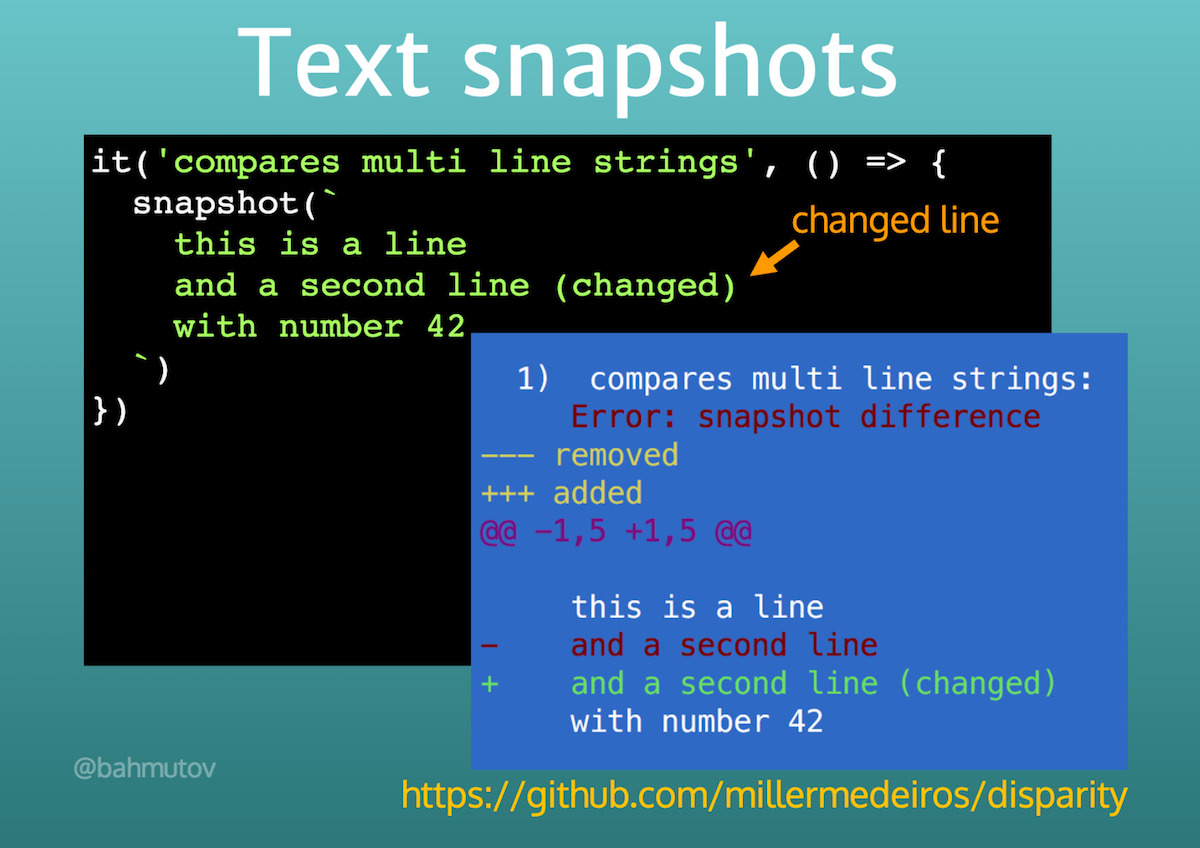 Text snapshots
it('compares multi line strings', () => {
  snapshot(`
    this is a line
    and a second line (changed)
    with number 42
  `)
})
changed line
  1)  compares multi line strings:
     Error: snapshot difference
--- removed
+++ added
@@ -1,5 +1,5 @@
     this is a line
-    and a second line
+    and a second line (changed)
     with number 42
@bahmutov
https://github.com/millermedeiros/disparity